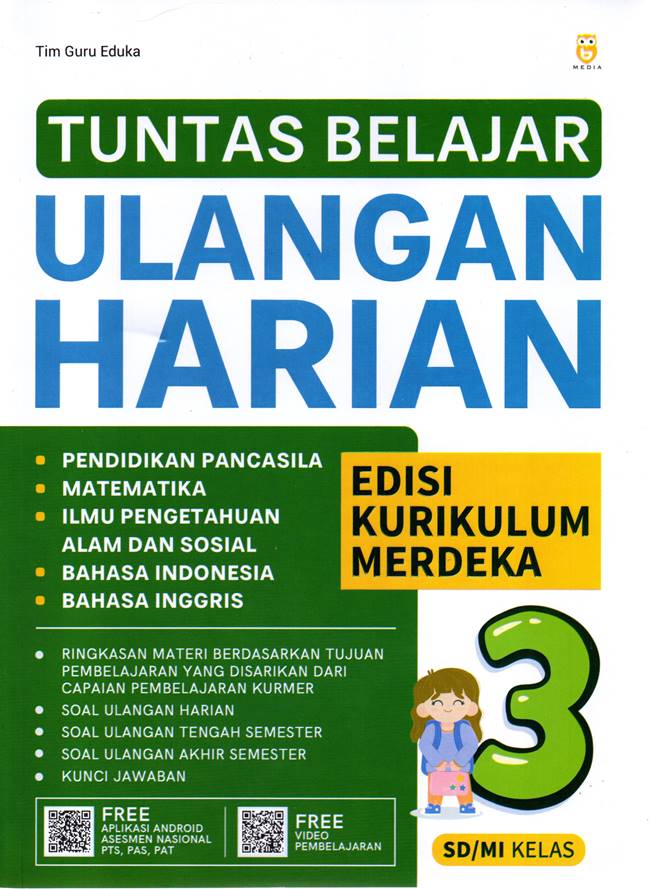 Tim Guru Eduka
b
MEDIA
TUNTAS BELAJAR
ULANGAN
HARIAN
PENDIDIKAN PANCASILA
MATEMATIKA
ILMU PENGETAHUAN
ALAM DAN SOSIAL
BAHASA INDONESIA
BAHASA INGGRIS
EDISI
KURIKULUM
MERDEKA
RINGKASAN MATERI BERDASARKAN TUJUAN
PEMBELAJARAN YANG DISARIKAN DARI
CAPAIAN PEMBELAJARAN KURMER
SOAL ULANGAN HARIAN
SOAL ULANGAN TENGAH SEMESTER
SOAL ULANGAN AKHIR SEMESTER
KUNCI JAWABAN
3
FREE
APLIKASI ANDROID
ASESMEN NASIONAL
PTS, PAS, PAT
FREE
VIDEO
PEMBELAJARAN
SD/MI KELAS